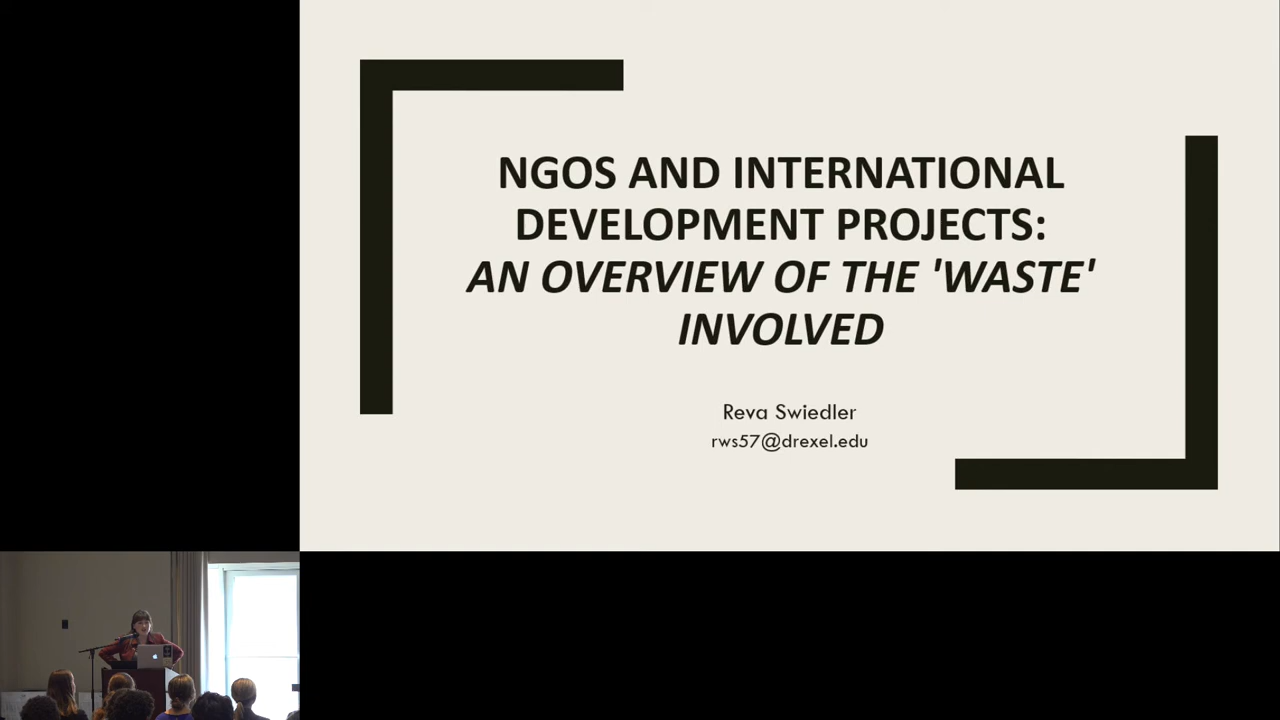 NGOS AND INTERNATIONAL
DEVELOPMENT PROJECTS:
AN OVERVIEW OF THE 'WASTE'
INVOLVED
Reva Swiedler
rws57@drexel.edu